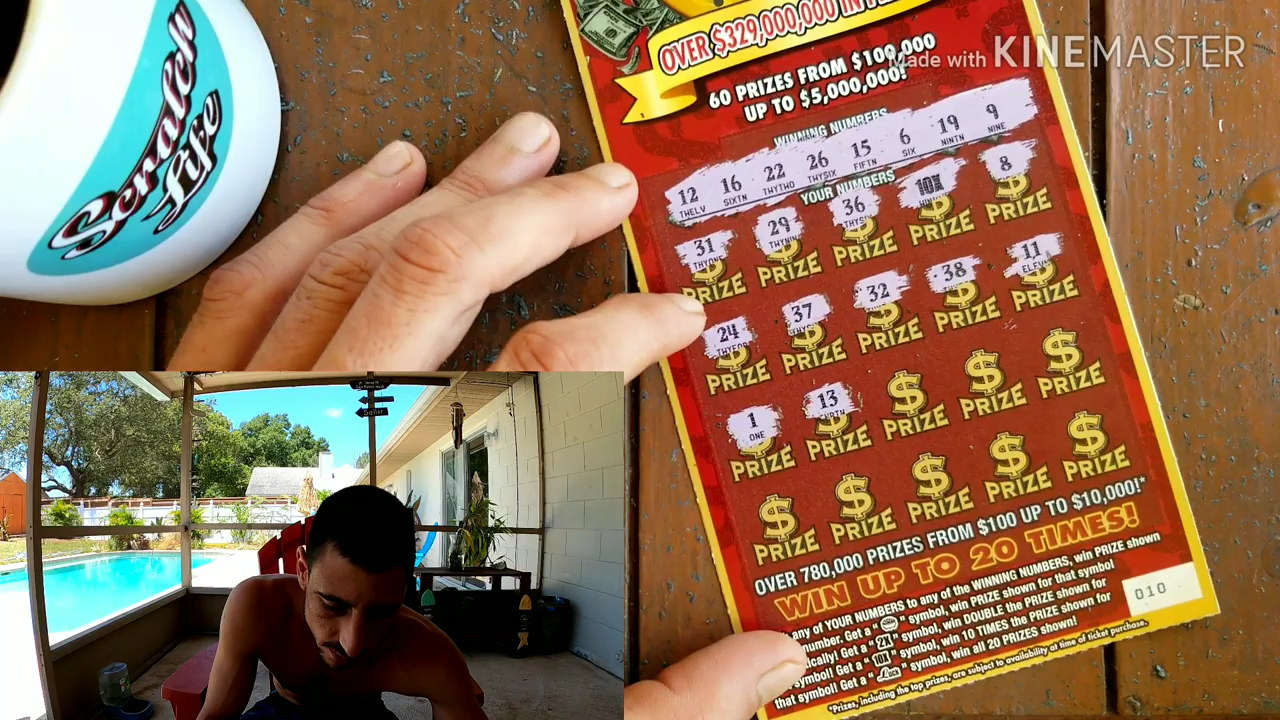 Scratch
Life
Made with KINEMASTER
OVER $329,000,000 IN
60 PRIZES FROM $100,000
UP TO $5,000,000!
WINNING NUMBERS
12 16 22 26 15 6 19 9
THELV SIXTN THYTWO THYSIX FIFTN SIX NINTN NINE
YOUR NUMBERS
31 29 36 10X 8
THYONE THYNIN
PRIZE PRIZE PRIZE PRIZE PRIZE
24 37 32 38 11
THYFOR
PRIZE PRIZE PRIZE PRIZE PRIZE
1 13 $ $ $
ONE
PRIZE PRIZE PRIZE PRIZE PRIZE
$ $ $ $ $
PRIZE PRIZE PRIZE PRIZE PRIZE
OVER 780,000 PRIZES FROM $100 UP TO $10,000!*
WIN UP TO 20 TIMES!
any of YOUR NUMBERS to any of the WINNING NUMBERS, win PRIZE shown
number. Get a " " symbol, win PRIZE shown for that symbol
ically! Get a "2X" symbol, win DOUBLE the PRIZE shown for
symbol! Get a "10X" symbol, win 10 TIMES the PRIZE shown for
that symbol! Get a " " symbol, win all 20 PRIZES shown!
*Prizes, including the top prizes, are subject to availability at time of ticket purchase.
010